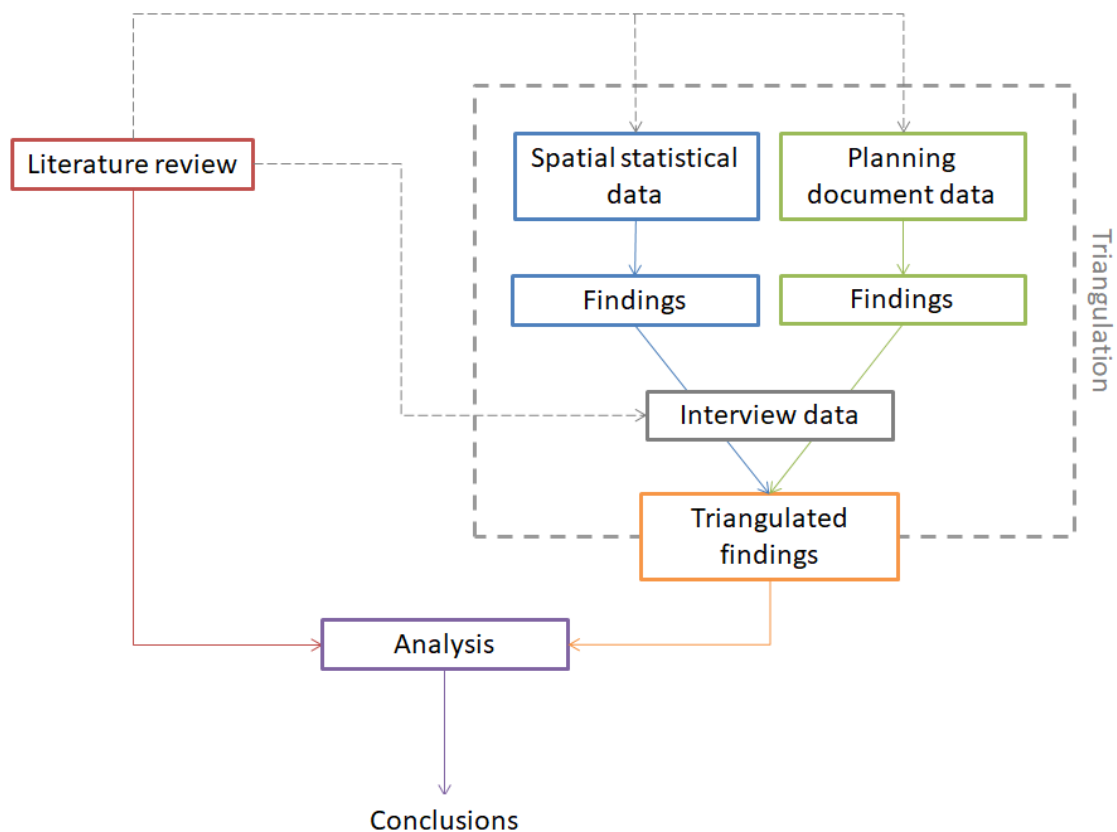 Literature review
Spatial statistical
data
Planning
document data
Findings
Findings
Triangulation
Interview data
Triangulated
findings
Analysis
Conclusions